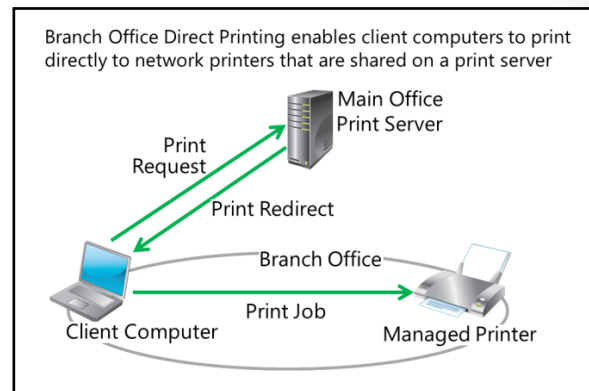 Branch Office Direct Printing enables client computers to print
directly to network printers that are shared on a print server
Main Office
Print Server
Print
Request
Print Redirect
Branch Office
Print Job
Client Computer
Managed Printer